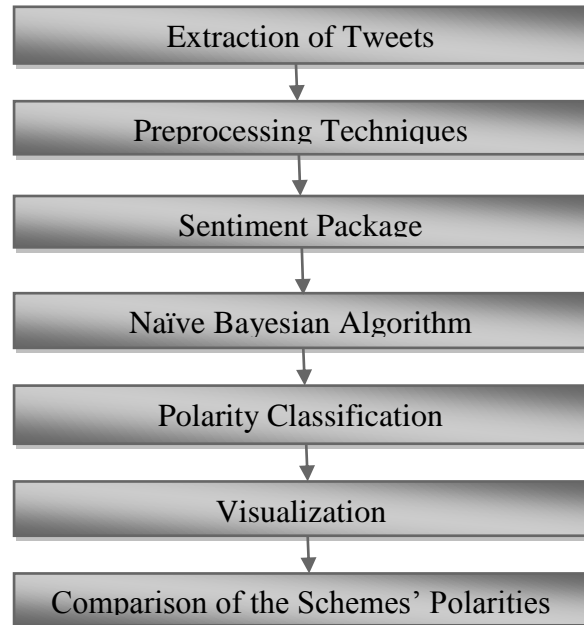 Extraction of Tweets
Preprocessing Techniques
Sentiment Package
Naïve Bayesian Algorithm
Polarity Classification
Visualization
Comparison of the Schemes’ Polarities